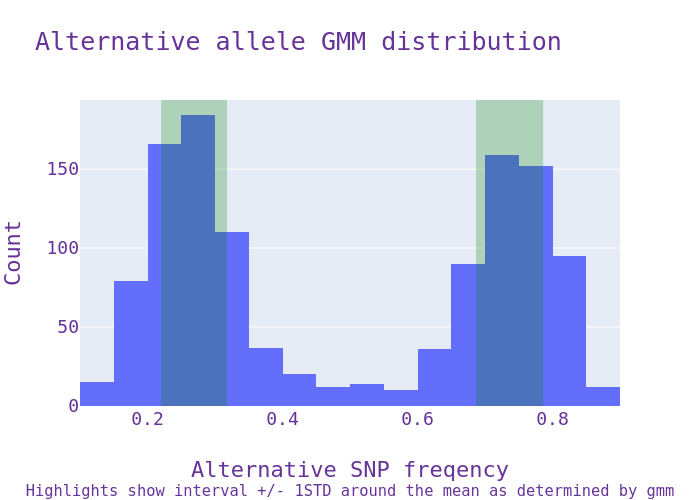 Alternative allele GMM distribution
150
100
50
0
Count
0.2
0.4
0.6
0.8
Alternative SNP freqency
Highlights show interval +/- 1STD around the mean as determined by gmm